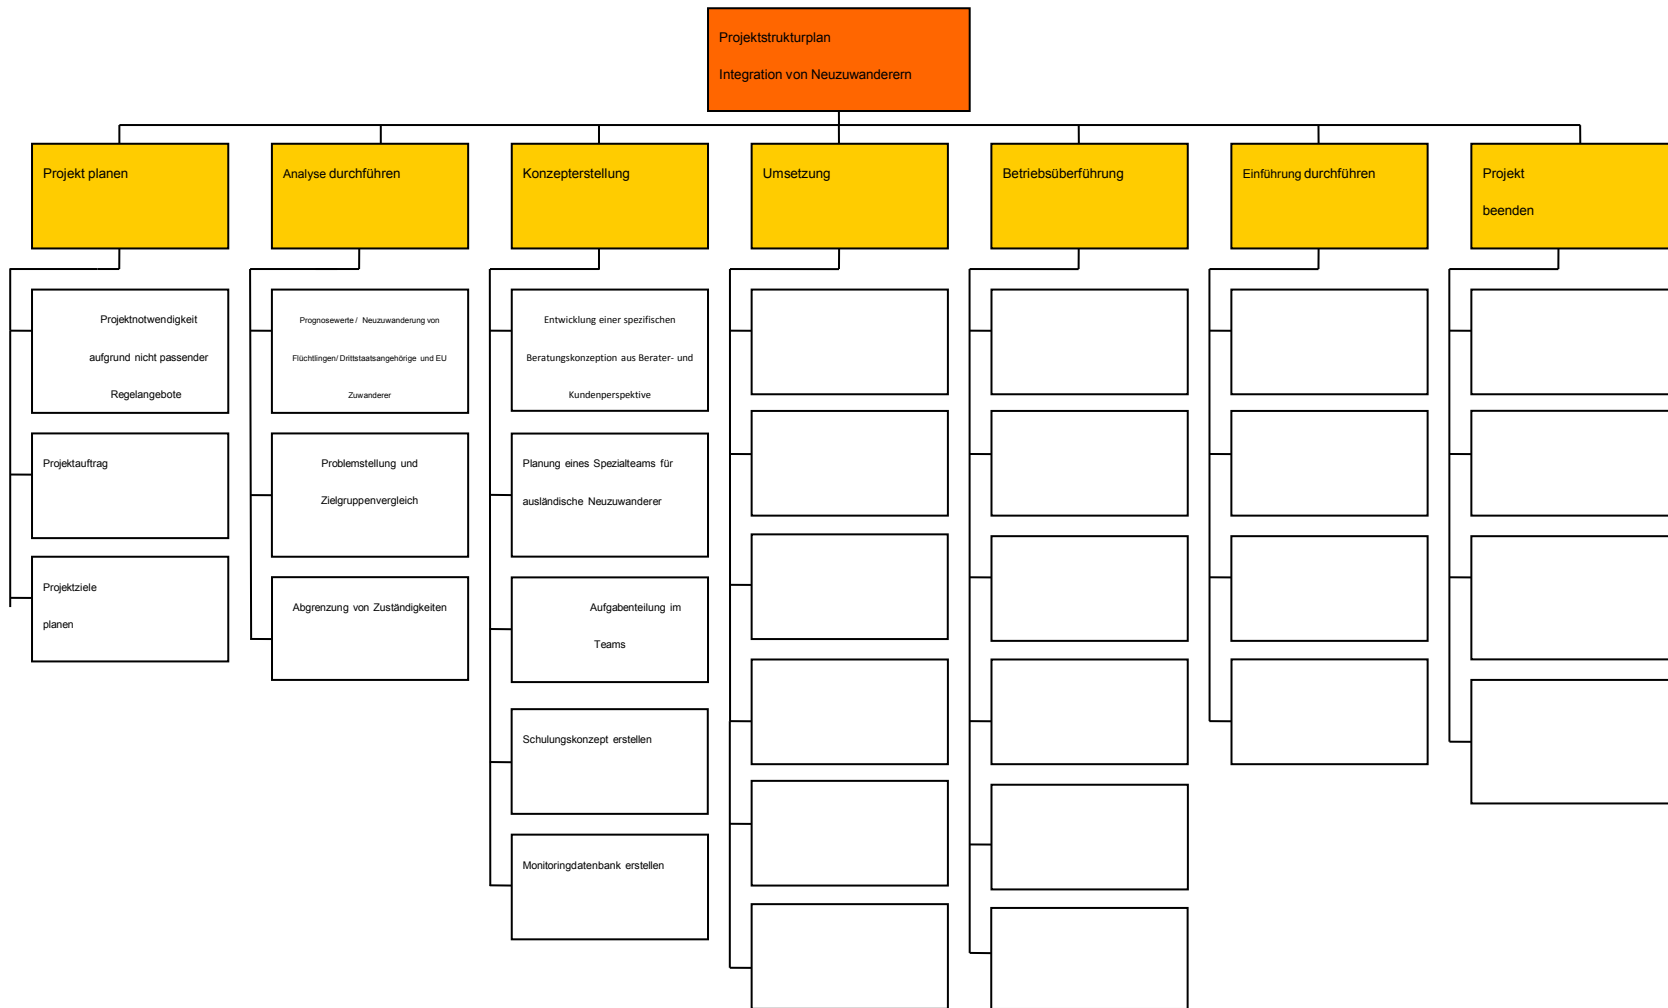 Projektstrukturplan
Integration von Neuzuwanderern
Projekt planen
Analyse durchführen
Konzepterstellung
Umsetzung
Betriebsüberführung
Einführung durchführen
Projekt
beenden
Projektnotwendigkeit
aufgrund nicht passender
Regelangebote
Projektauftrag
Projektziele
planen
Prognosewerte / Neuzuwanderung von
Flüchtlingen/ Drittstaatsangehörige und EU
Zuwanderer
Problemstellung und
Zielgruppenvergleich
Abgrenzung von Zuständigkeiten
Entwicklung einer spezifischen
Beratungskonzeption aus Berater- und
Kundenperspektive
Planung eines Spezialteams für
ausländische Neuzuwanderer
Aufgabenteilung im
Teams
Schulungskonzept erstellen
Monitoringdatenbank erstellen